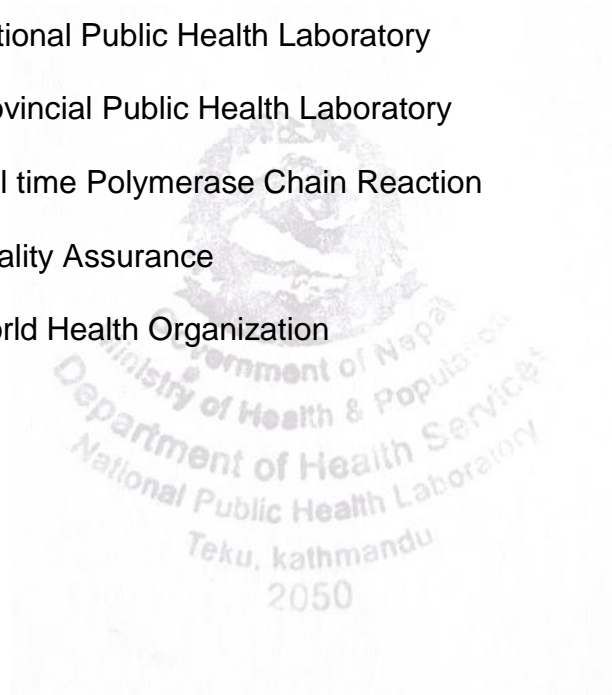 tional Public Health Laboratory
ovincial Public Health Laboratory
l time Polymerase Chain Reaction
ality Assurance
orld Health Organization
Government of Nepal
Ministry of Health & Population
Department of Health Services
National Public Health Laboratory
Teku, kathmandu
2050